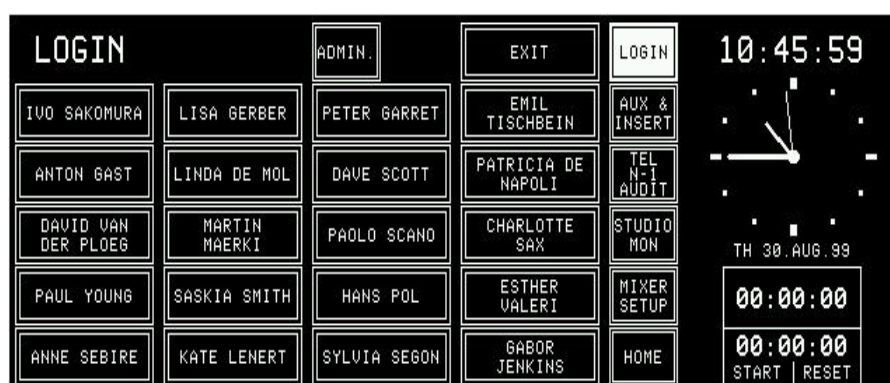 LOGIN
ADMIN.
EXIT
LOGIN
10:45:59
IVO SAKOMURA
LISA GERBER
PETER GARRET
EMIL
TISCHBEIN
AUX &
INSERT
ANTON GAST
LINDA DE MOL
DAVE SCOTT
PATRICIA DE
NAPOLI
TEL
N-1
AUDIT
DAVID VAN
DER PLOEG
MARTIN
MAERKI
PAOLO SCANO
CHARLOTTE
SAX
STUDIO
MON
TH 30.AUG.99
PAUL YOUNG
SASKIA SMITH
HANS POL
ESTHER
VALERI
MIXER
SETUP
00:00:00
ANNE SEBIRE
KATE LENERT
SYLVIA SEGON
GABOR
JENKINS
HOME
00:00:00
START | RESET